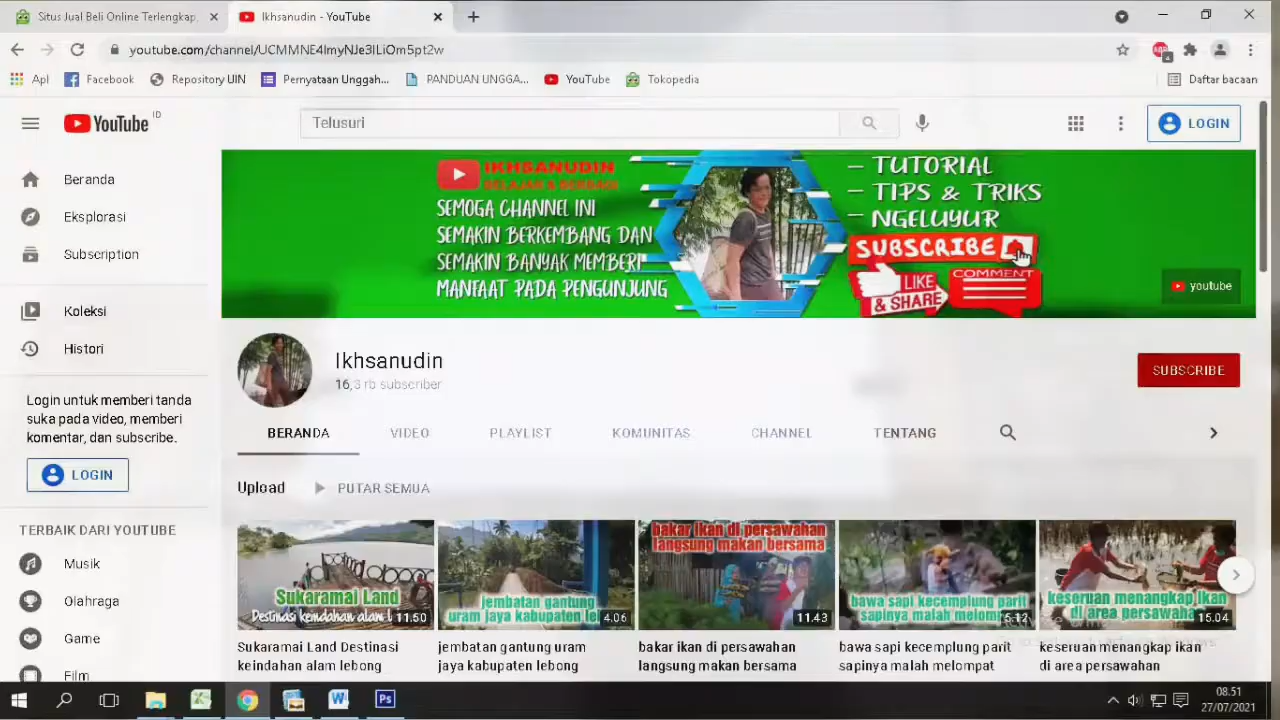 Situs Jual Beli Online Terlengkap,
Ikhsanudin - YouTube
youtube.com/channel/UCMMNE4ImyNJe3ILiOm5pt2w
Apl
Facebook
Repository UIN
Pernyataan Unggah...
PANDUAN UNGGA...
YouTube
Tokopedia
Daftar bacaan
YouTube ID
Telusuri
LOGIN
Beranda
Eksplorasi
Subscription
Koleksi
Histori
Login untuk memberi tanda
suka pada video, memberi
komentar, dan subscribe.
LOGIN
TERBAIK DARI YOUTUBE
Musik
Olahraga
Game
Film
IKHSANUDIN
BELAJAR & BERBAGI
SEMOGA CHANNEL INI
SEMAKIN BERKEMBANG DAN
SEMAKIN BANYAK MEMBERI
MANFAAT PADA PENGUNJUNG
- TUTORIAL
- TIPS & TRIKS
- NGELUYUR
SUBSCRIBE
LIKE
& SHARE
COMMENT
youtube
Ikhsanudin
16,3 rb subscriber
SUBSCRIBE
BERANDA
VIDEO
PLAYLIST
KOMUNITAS
CHANNEL
TENTANG
Upload
PUTAR SEMUA
Sukaramai Land
Destinasi keindahan alam
11.50
Sukaramai Land Destinasi
keindahan alam lebong
jembatan gantung
uram jaya kabupaten
4.06
jembatan gantung uram
jaya kabupaten lebong
bakar ikan di persawahan
langsung makan bersama
11.43
bakar ikan di persawahan
langsung makan bersama
bawa sapi kecemplung parit
sapinya malah
5.12
bawa sapi kecemplung parit
sapinya malah melompat
keseruan menangkap ikan
di area persawahan
15.04
keseruan menangkap ikan
di area persawahan
08.51
27/07/2021